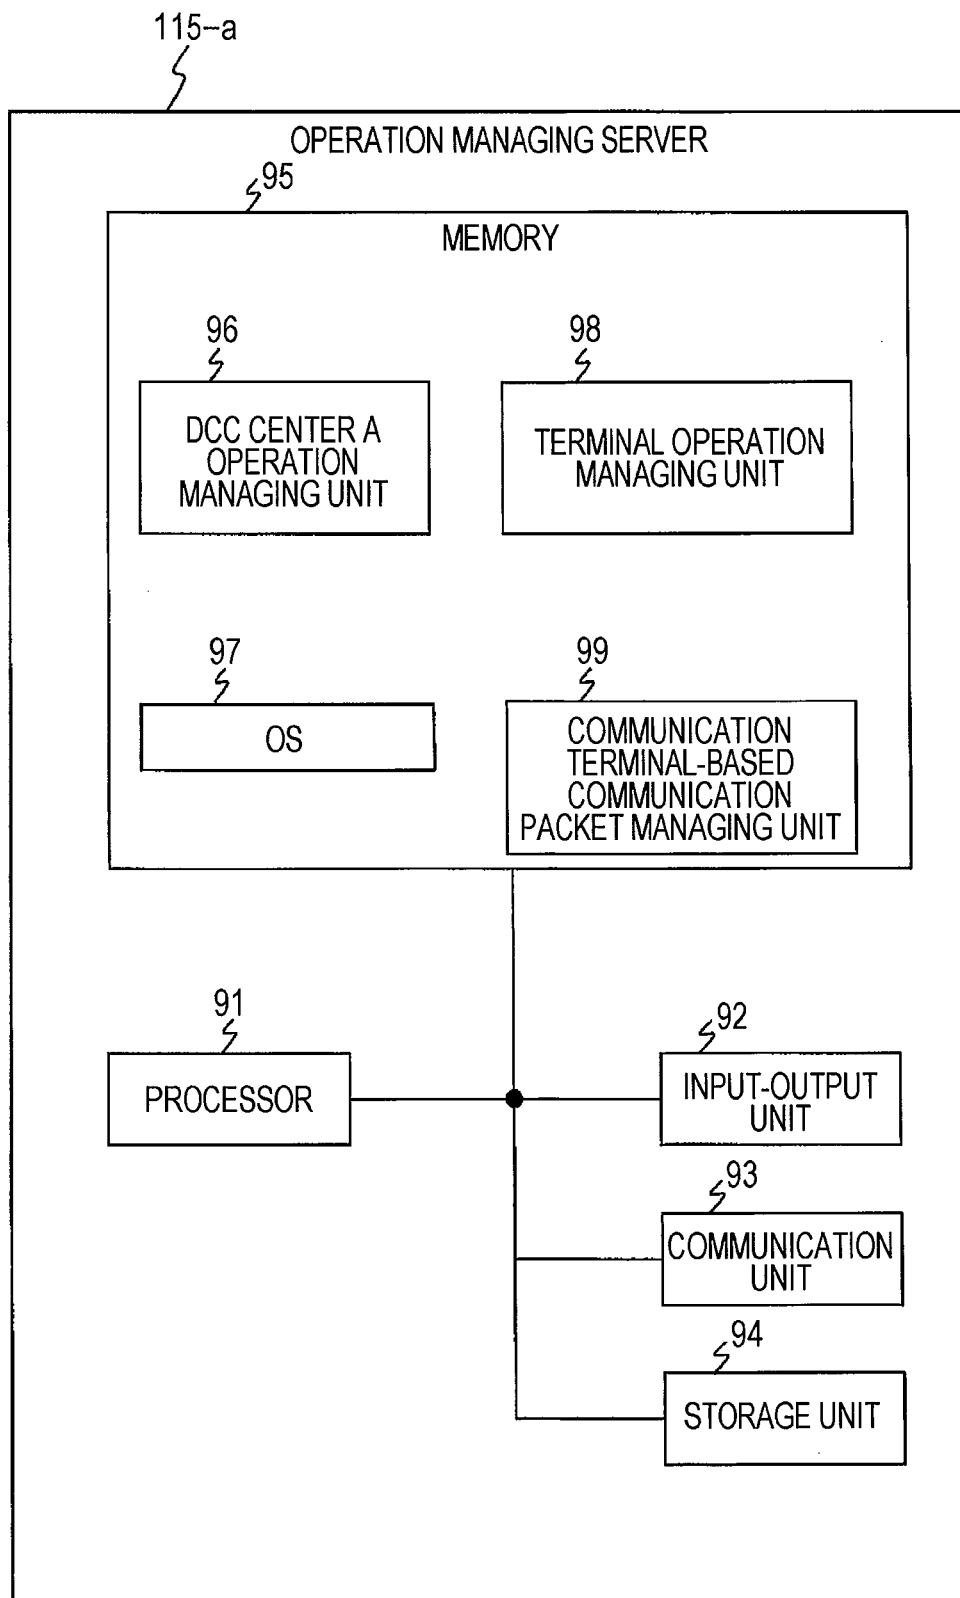 115-a
OPERATION MANAGING SERVER
95
MEMORY
96
DCC CENTER A
OPERATION
MANAGING UNIT
98
TERMINAL OPERATION
MANAGING UNIT
97
OS
99
COMMUNICATION
TERMINAL-BASED
COMMUNICATION
PACKET MANAGING UNIT
91
PROCESSOR
92
INPUT-OUTPUT
UNIT
93
COMMUNICATION
UNIT
94
STORAGE UNIT